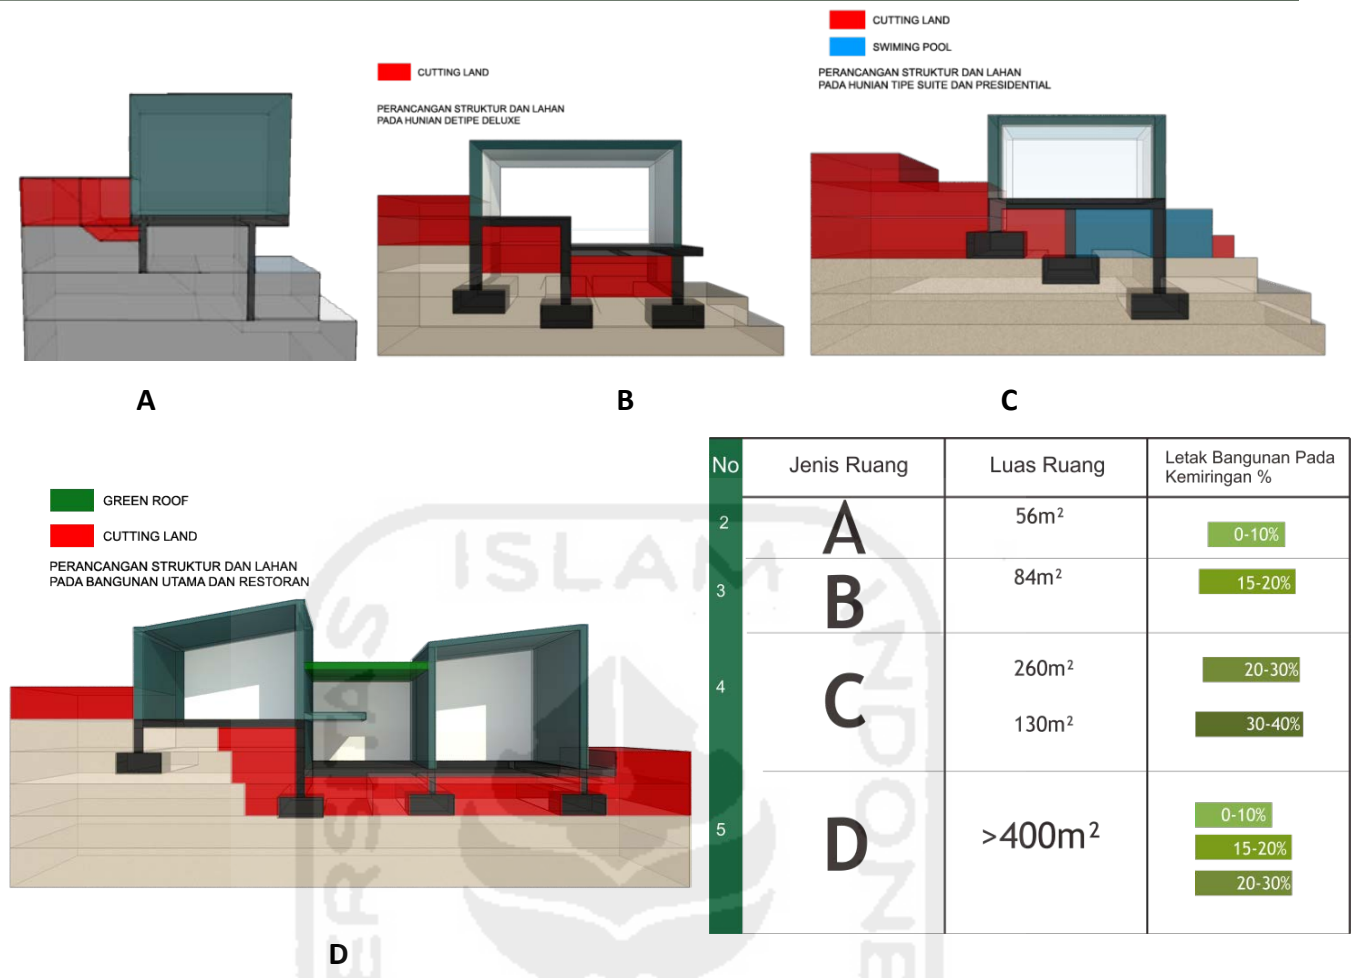 CUTTING LAND
PERANCANGAN STRUKTUR DAN LAHAN
PADA HUNIAN DETIPE DELUXE
CUTTING LAND
SWIMING POOL
PERANCANGAN STRUKTUR DAN LAHAN
PADA HUNIAN TIPE SUITE DAN PRESIDENTIAL
A
B
C
GREEN ROOF
CUTTING LAND
PERANCANGAN STRUKTUR DAN LAHAN
PADA BANGUNAN UTAMA DAN RESTORAN
D
No Jenis Ruang Luas Ruang Letak Bangunan Pada
Kemiringan %
2 A 56m² 0-10%
3 B 84m² 15-20%
4 C 260m² 20-30%
130m² 30-40%
5 D >400m² 0-10%
15-20%
20-30%
ISLAM